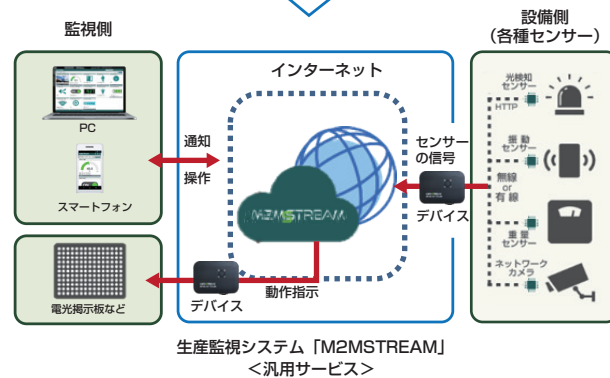 監視側
設備側
(各種センサー)
インターネット
PC
スマートフォン
通知
操作
M2MSTREAM
センサー
の信号
デバイス
光検知
センサー
HTTP
振動
センサー
無線
or
有線
重量
センサー
ネットワーク
カメラ
電光掲示板など
デバイス
動作指示
生産監視システム「M2MSTREAM」
＜汎用サービス＞